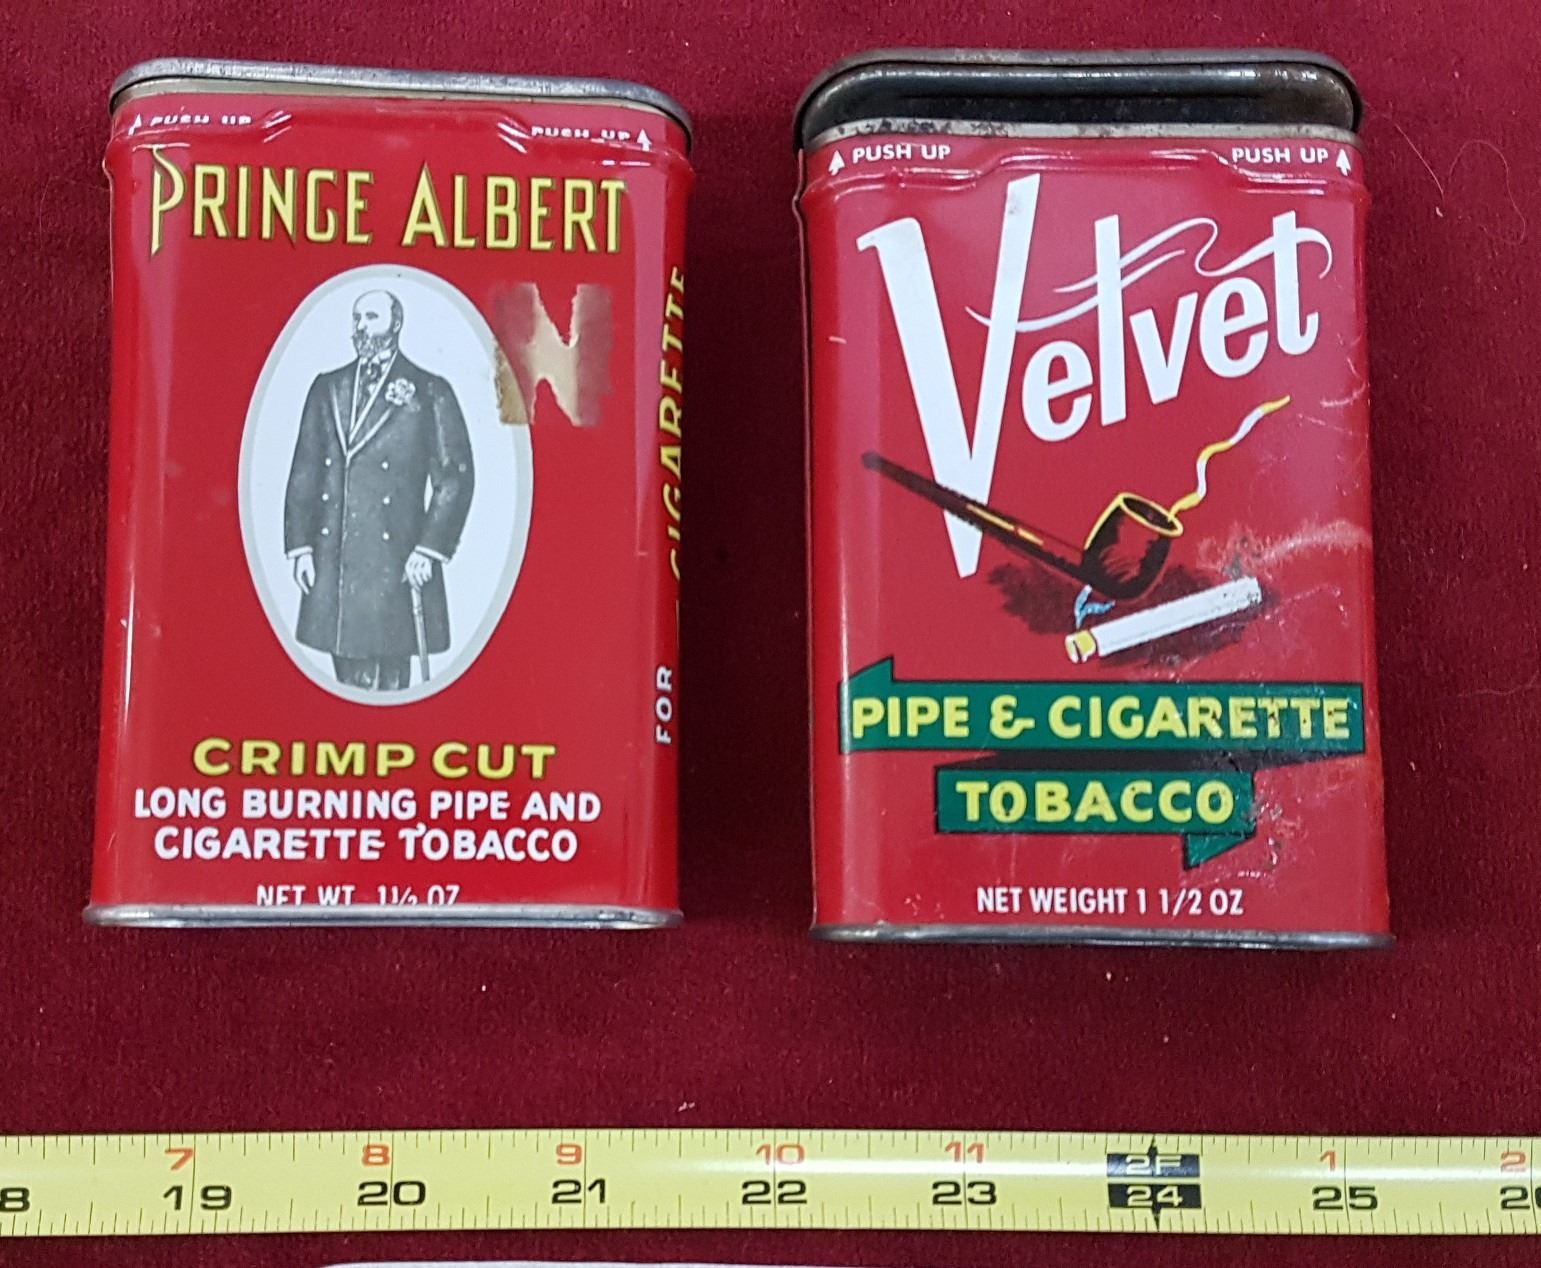 PUSH UP
PUSH UP
PRINCE ALBERT
CRIMP CUT
LONG BURNING PIPE AND
CIGARETTE TOBACCO
NET WT. 1½ OZ
FOR CIGARETTE
PUSH UP
PUSH UP
Velvet
PIPE & CIGARETTE
TOBACCO
NET WEIGHT 1 1/2 OZ
7 8 9 10 11 2F 1 2
8 19 20 21 22 23 24 25